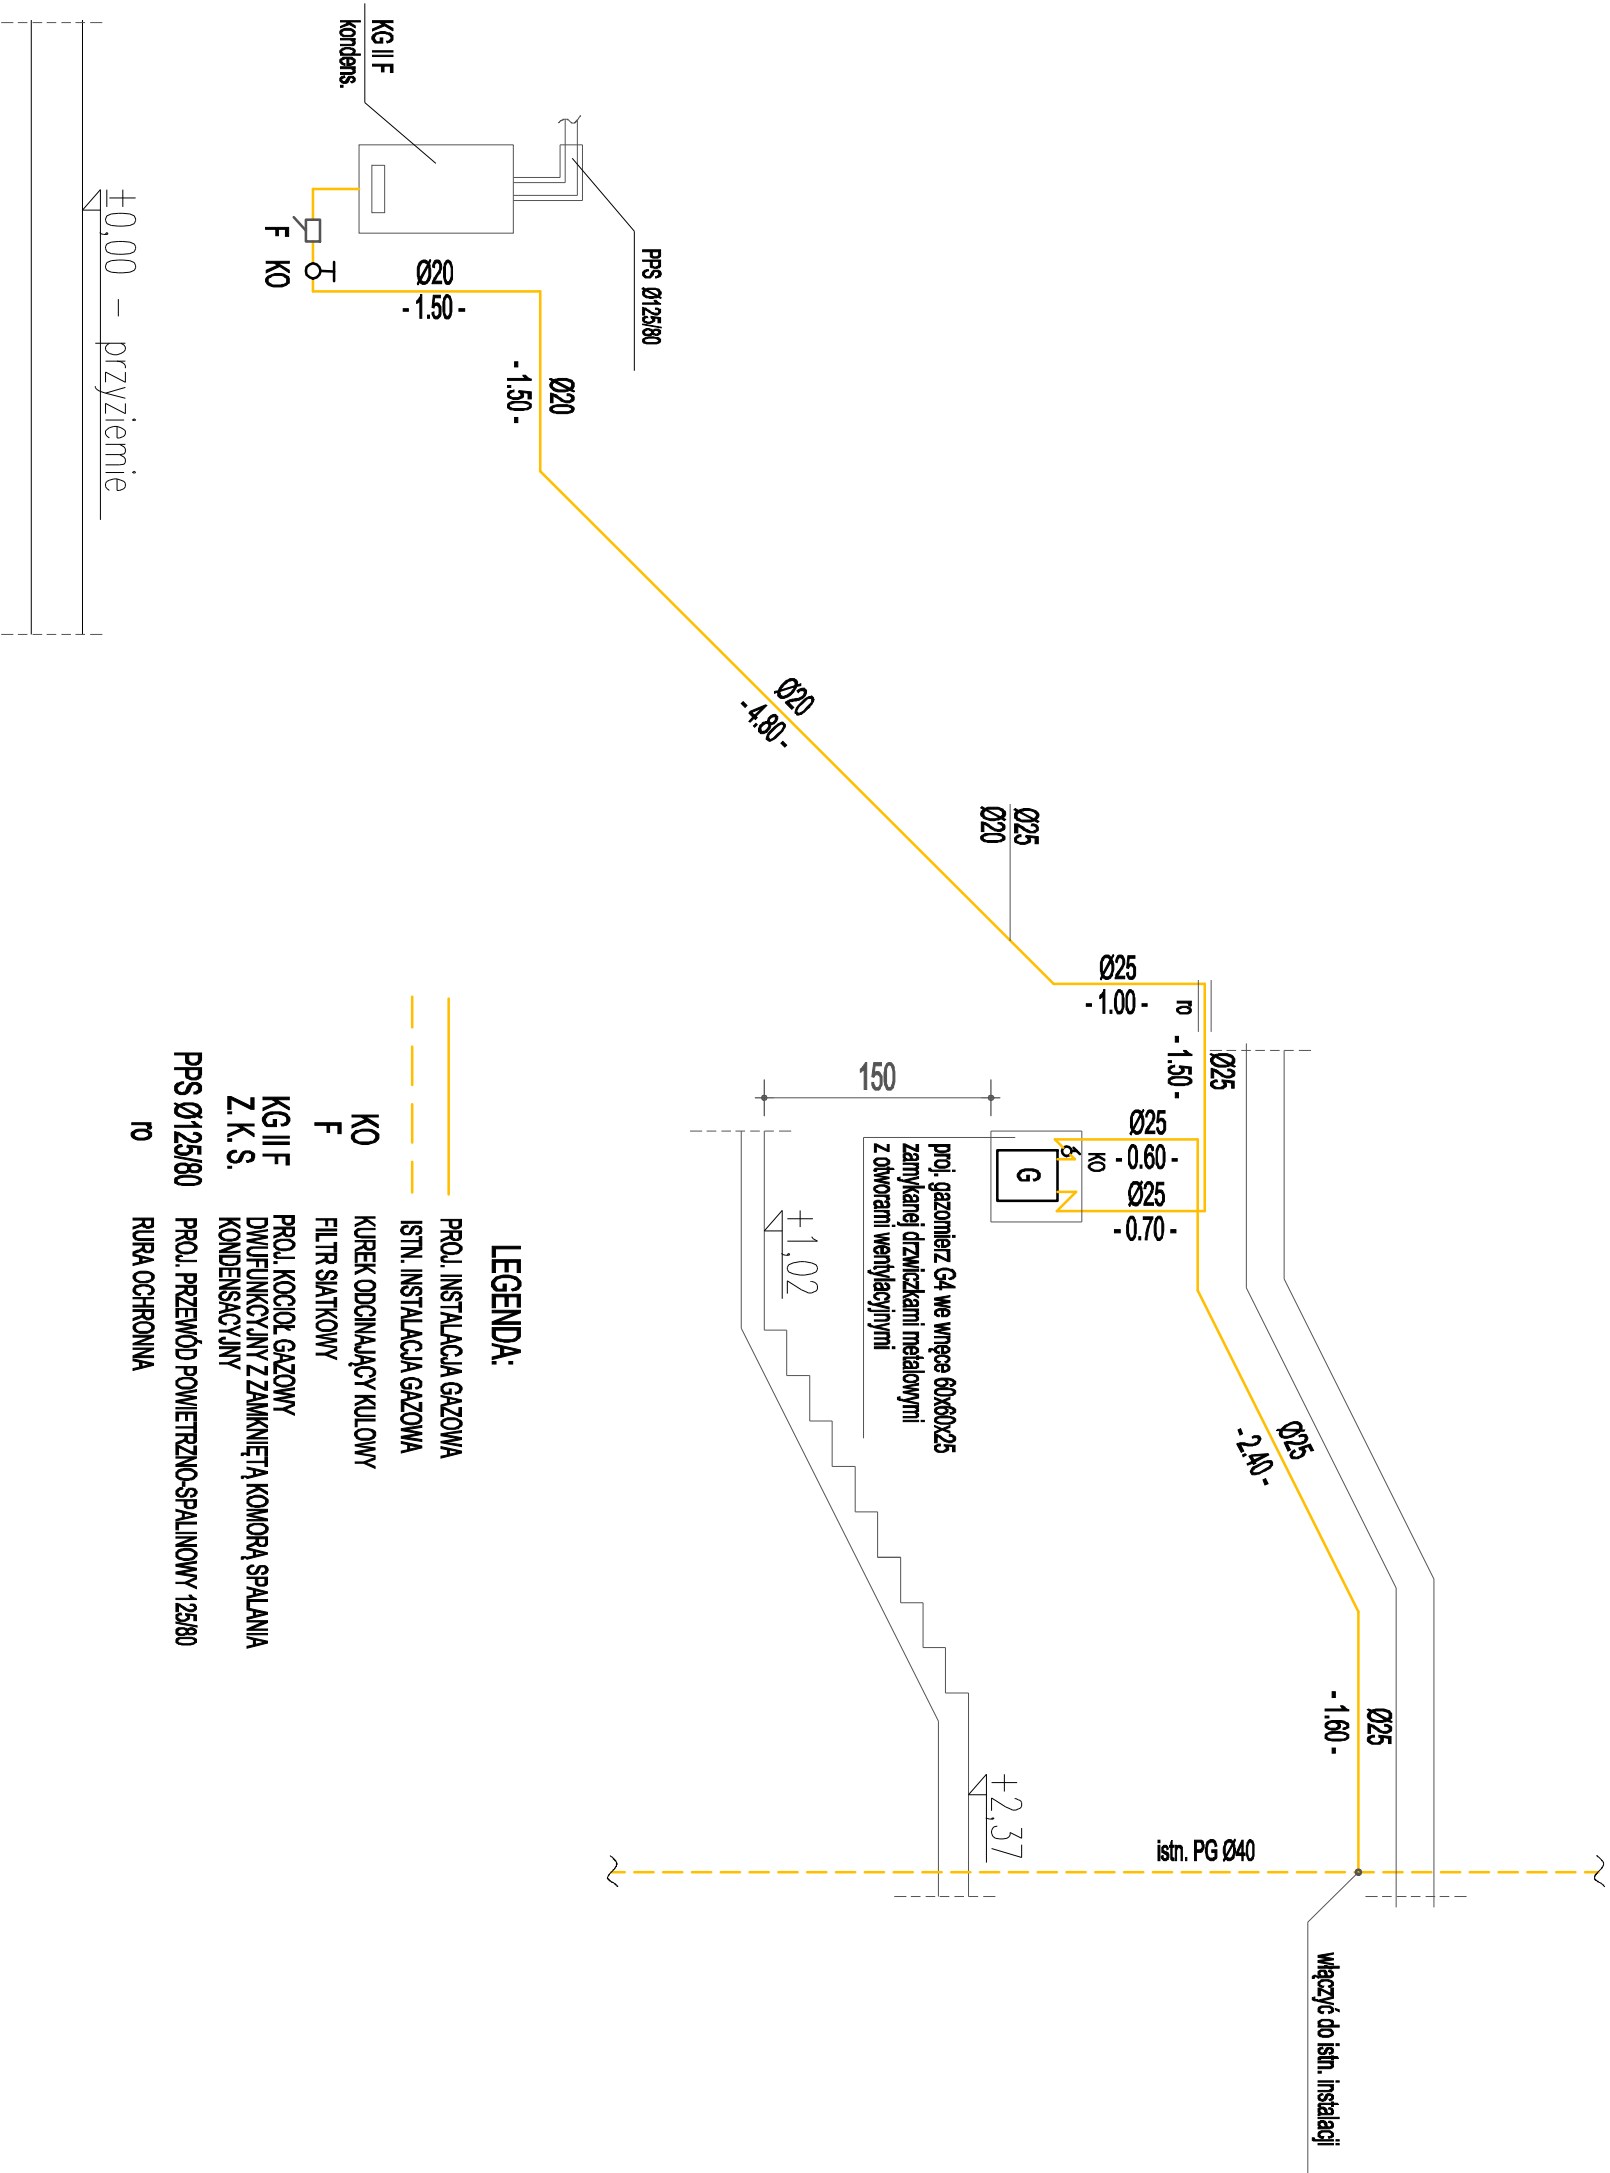 włączyć do istn. instalacji
istn. PG Ø40
Ø25
- 1.60 -
Ø25
- 2.40 -
Ø25
- 1.50 -
ro
Ø25
- 1.00 -
Ø25
- 0.60 -
Ø25
- 0.70 -
KO
G
150
proj. gazomierz G4 we wnęce 60x60x25
zamykanej drzwiczkami metalowymi
z otworami wentylacyjnymi
+1,02
+2,37
Ø25
Ø20
Ø20
- 4.80 -
Ø20
- 1.50 -
Ø20
- 1.50 -
PPS Ø125/80
KG II F
kondens.
F
KO
±0,00 - przyziemie
LEGENDA:
PROJ. INSTALACJA GAZOWA
ISTN. INSTALACJA GAZOWA
KO KUREK ODCINAJĄCY KULOWY
F FILTR SIATKOWY
KG II F PROJ. KOCIOŁ GAZOWY
Z. K. S. DWUFUNKCYJNY Z ZAMKNIĘTĄ KOMORĄ SPALANIA
KONDENSACYJNY
PPS Ø125/80 PROJ. PRZEWÓD POWIETRZNO-SPALINOWY 125/80
ro RURA OCHRONNA